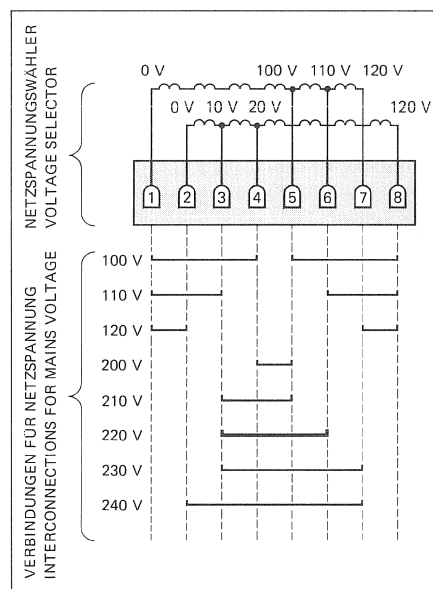 NETZSPANNUNGSWÄHLER
VOLTAGE SELECTOR
0 V 100 V 110 V 120 V
0 V 10 V 20 V 120 V
1 2 3 4 5 6 7 8
VERBINDUNGEN FÜR NETZSPANNUNG
INTERCONNECTIONS FOR MAINS VOLTAGE
100 V
110 V
120 V
200 V
210 V
220 V
230 V
240 V